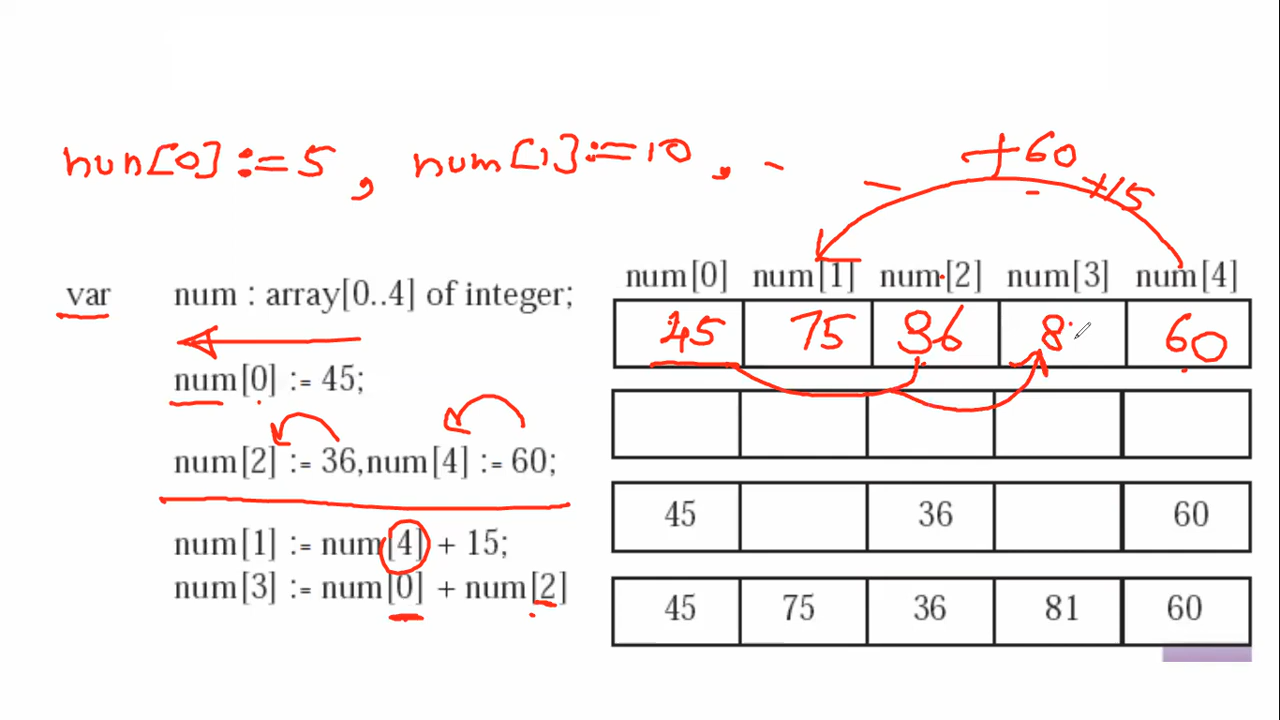 num[0] := 5, num[1] := 10, -
+60
+15
num[0] num[1] num[2] num[3] num[4]
var num : array[0..4] of integer;
45 75 36 8 60
num[0] := 45;
num[2] := 36,num[4] := 60;
45 36 60
num[1] := num[4] + 15;
num[3] := num[0] + num[2]
45 75 36 81 60